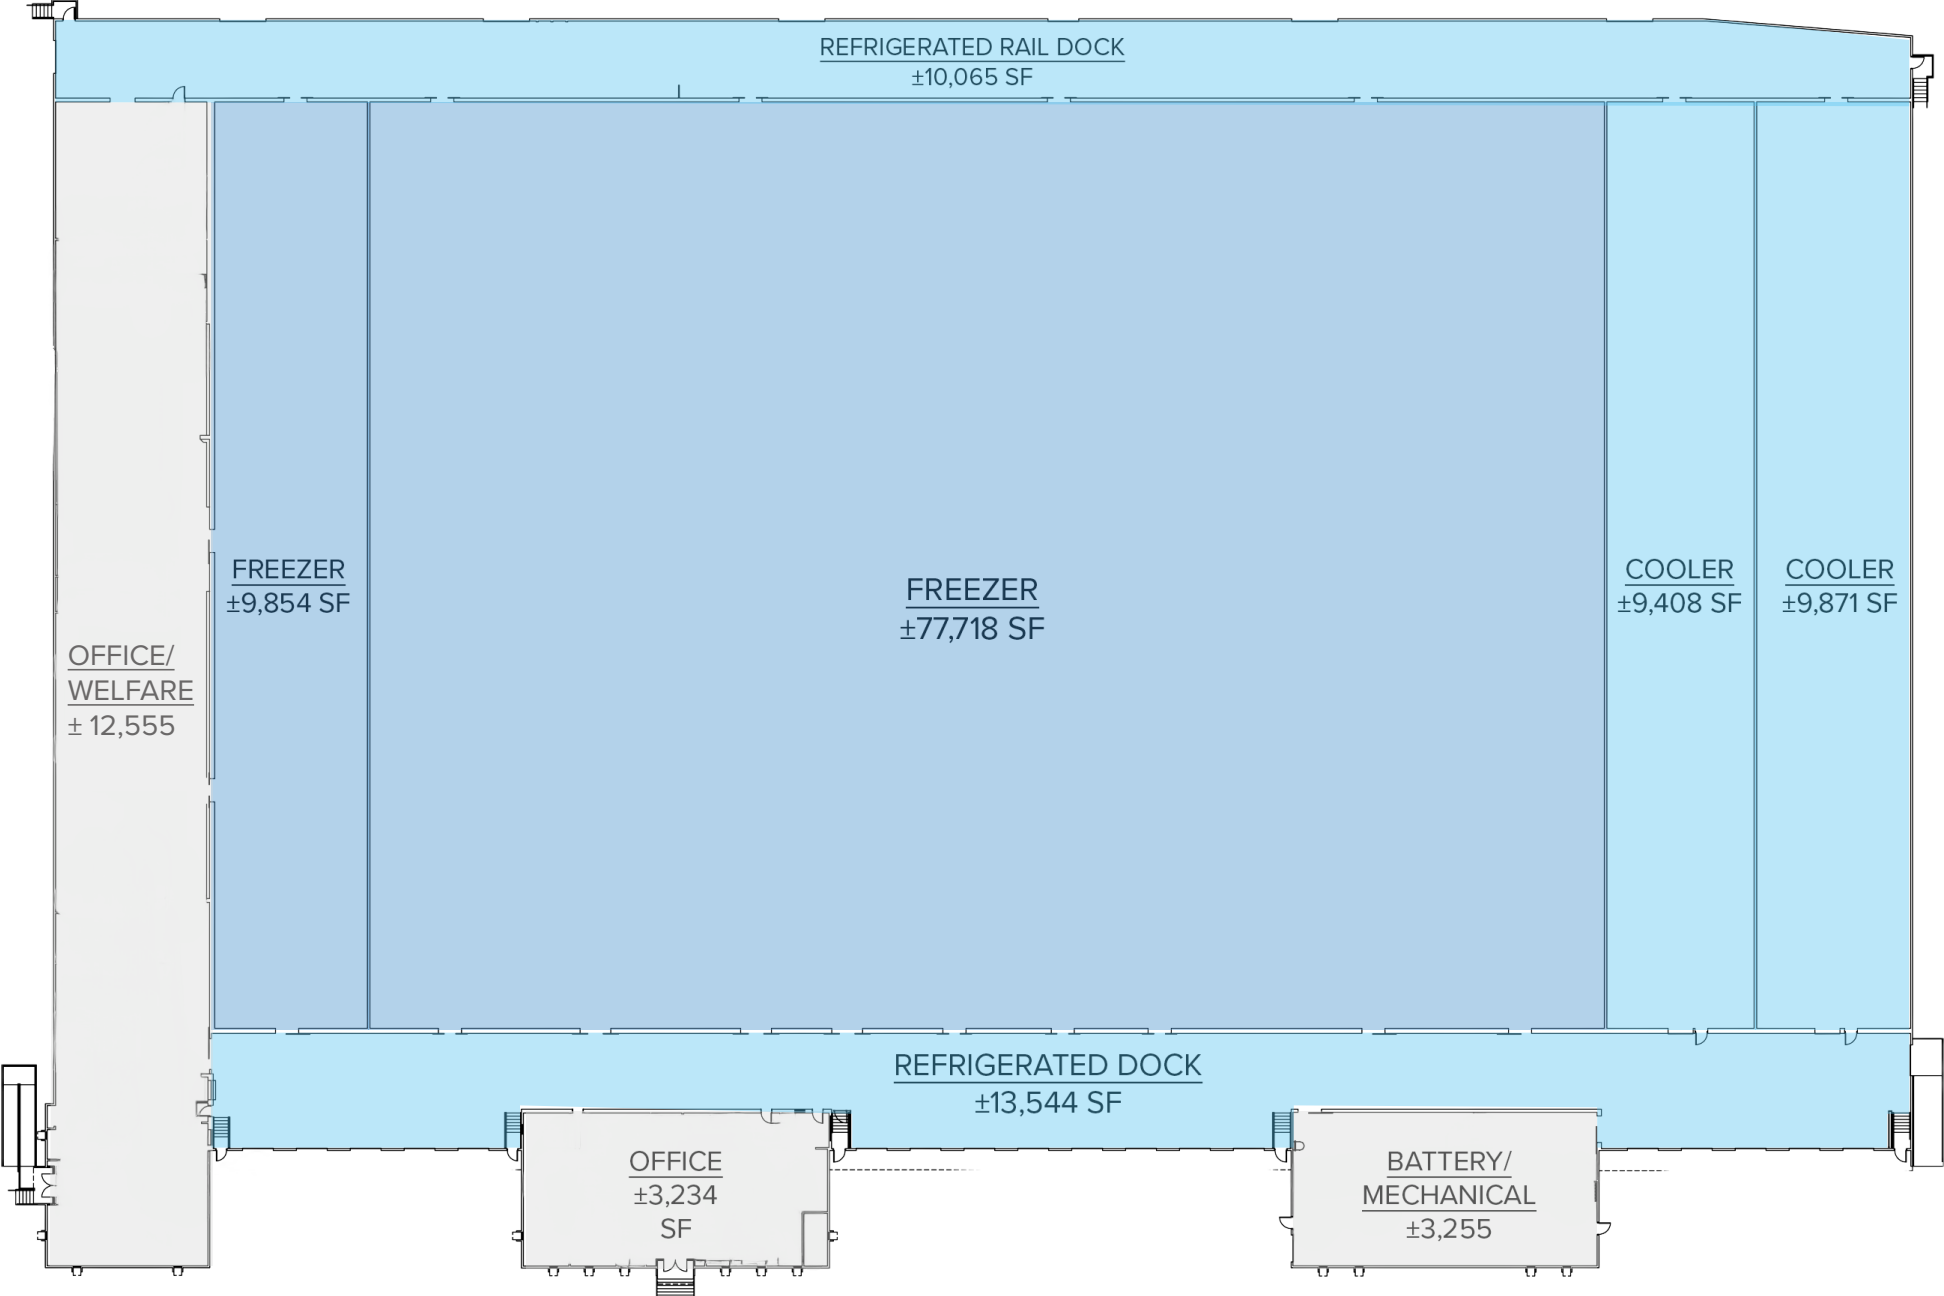 REFRIGERATED RAIL DOCK
±10,065 SF
FREEZER
±9,854 SF
FREEZER
±77,718 SF
COOLER
±9,408 SF
COOLER
±9,871 SF
OFFICE/
WELFARE
± 12,555
REFRIGERATED DOCK
±13,544 SF
OFFICE
±3,234
SF
BATTERY/
MECHANICAL
±3,255